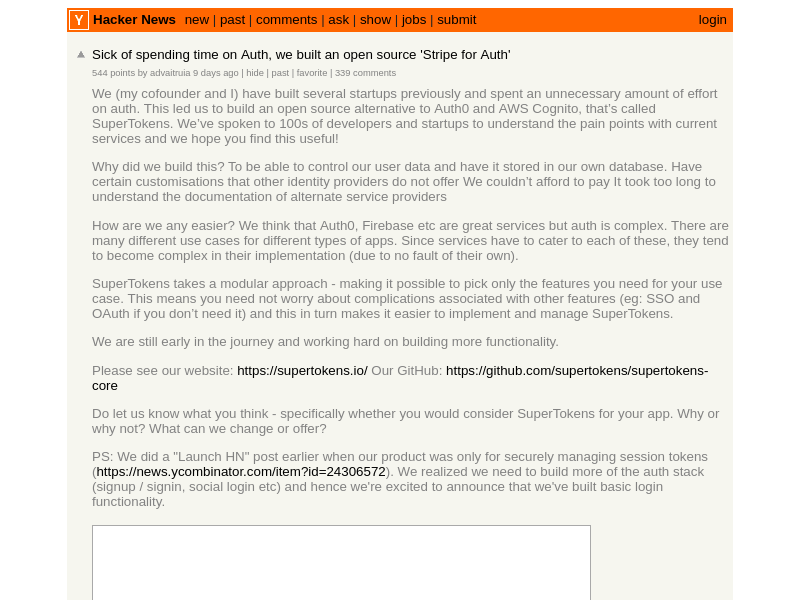 Y Hacker News new | past | comments | ask | show | jobs | submit login
Sick of spending time on Auth, we built an open source 'Stripe for Auth'
544 points by advaitruia 9 days ago | hide | past | favorite | 339 comments
We (my cofounder and I) have built several startups previously and spent an unnecessary amount of effort
on auth. This led us to build an open source alternative to Auth0 and AWS Cognito, that’s called
SuperTokens. We’ve spoken to 100s of developers and startups to understand the pain points with current
services and we hope you find this useful!
Why did we build this? To be able to control our user data and have it stored in our own database. Have
certain customisations that other identity providers do not offer We couldn’t afford to pay It took too long to
understand the documentation of alternate service providers
How are we any easier? We think that Auth0, Firebase etc are great services but auth is complex. There are
many different use cases for different types of apps. Since services have to cater to each of these, they tend
to become complex in their implementation (due to no fault of their own).
SuperTokens takes a modular approach - making it possible to pick only the features you need for your use
case. This means you need not worry about complications associated with other features (eg: SSO and
OAuth if you don’t need it) and this in turn makes it easier to implement and manage SuperTokens.
We are still early in the journey and working hard on building more functionality.
Please see our website: https://supertokens.io/ Our GitHub: https://github.com/supertokens/supertokens-
core
Do let us know what you think - specifically whether you would consider SuperTokens for your app. Why or
why not? What can we change or offer?
PS: We did a "Launch HN" post earlier when our product was only for securely managing session tokens
(https://news.ycombinator.com/item?id=24306572). We realized we need to build more of the auth stack
(signup / signin, social login etc) and hence we're excited to announce that we've built basic login
functionality.